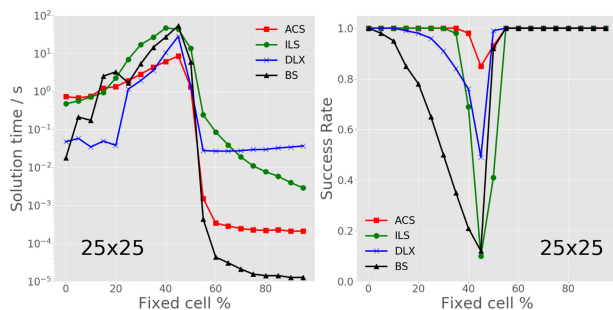 10²
10¹
10⁰
10⁻¹
10⁻²
10⁻³
10⁻⁴
10⁻⁵
Solution time / s
0
20
40
60
80
Fixed cell %
ACS
ILS
DLX
BS
25x25
1.0
0.8
0.6
0.4
0.2
0.0
Success Rate
0
20
40
60
80
Fixed cell %
ACS
ILS
DLX
BS
25x25